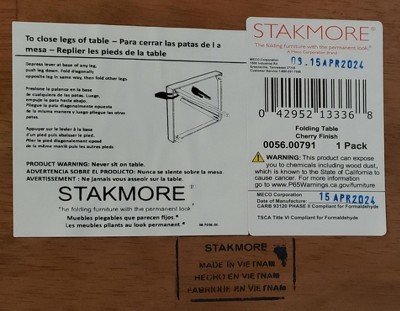 To close legs of table – Para cerrar las patas de la
mesa – Replier les pieds de la table
Depress lever at base of any leg,
push leg down. Fold diagonally
opposite leg in same way, then fold other legs.
Presione la palanca en la base
de cualquiera de las patas. Luego,
empuje la pata hacia abajo.
Pliegue la pata diagonalmente opuesta
de la misma manera y luego pliegue las otras
patas.
Appuyer sur le levier à la base
d'un pied puis abaisser le pied.
Plier le pied diagonalement opposé
de la même manière puis les autres pieds.
PRODUCT WARNING: Never sit on table.
ADVERTENCIA SOBRE EL PRODUCTO: Nunca se siente sobre la mesa.
AVERTISSEMENT : Ne jamais vous asseoir sur la table.
STAKMORE®
The folding furniture with the permanent look
Muebles plegables que parecen fijos.
Les meubles pliants au look permanent.
STAKMORE
The folding furniture with the permanent look.
A Meco Corporation Brand
MECO Corporation
Customer Service
03.15APR2024
0 42952 13336 8
Folding Table
Cherry Finish
0056.00791 1 Pack
WARNING: This product can expose
you to chemicals including wood dust,
which is known to the State of California to
cause cancer. For more information
go to www.P65Warnings.ca.gov/furniture
MECO Corporation
Date of Manufacture: 15 APR2024
CARB 93120 PHASE II Compliant for Formaldehyde
TSCA Title VI Compliant for Formaldehyde
STAKMORE
MADE IN VIETNAM
HECHO EN VIETNAM
FABRIQUÉ EN VIETNAM